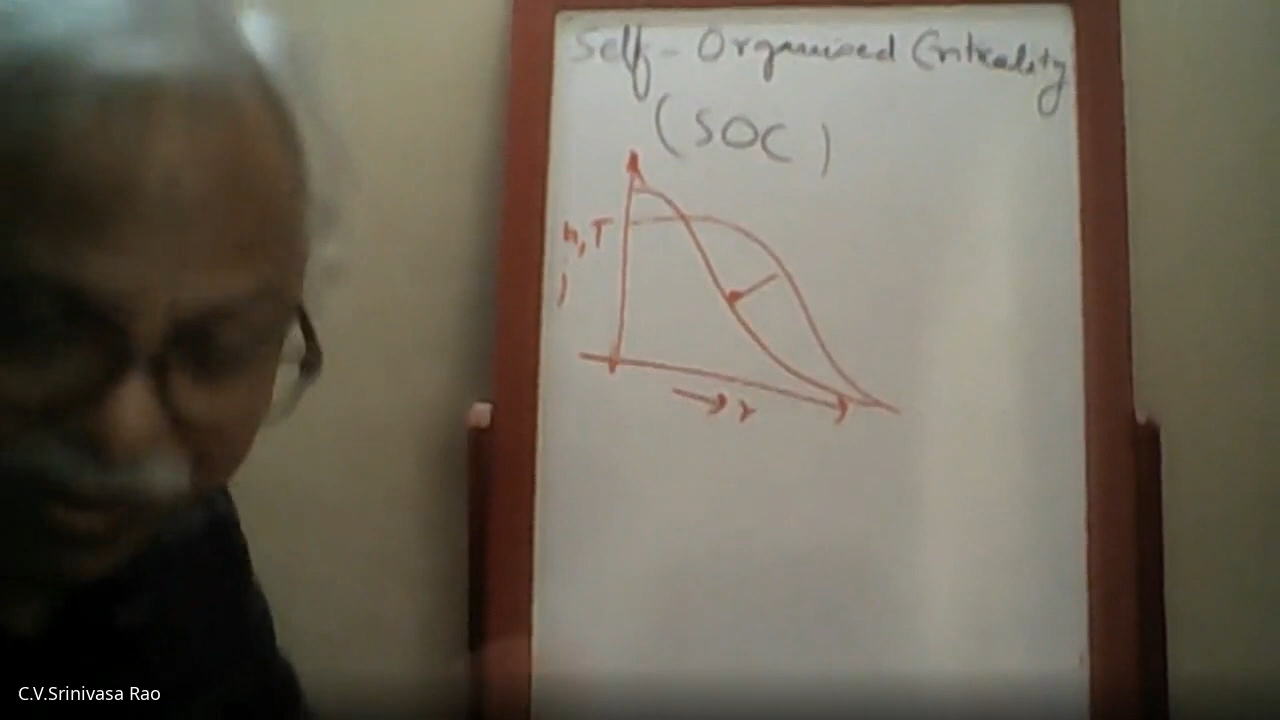 Self-Organised Criticality
(SOC)
n, T
j
→ r
C.V.Srinivasa Rao